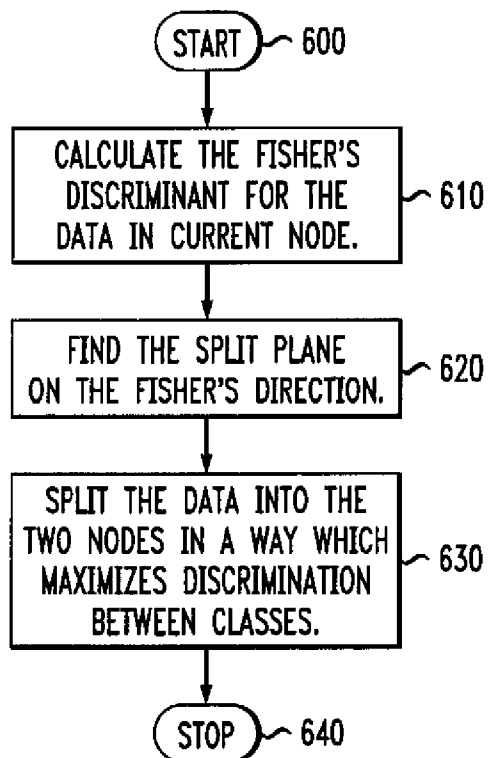 START 600
CALCULATE THE FISHER'S
DISCRIMINANT FOR THE
DATA IN CURRENT NODE.
610
FIND THE SPLIT PLANE
ON THE FISHER'S DIRECTION.
620
SPLIT THE DATA INTO THE
TWO NODES IN A WAY WHICH
MAXIMIZES DISCRIMINATION
BETWEEN CLASSES.
630
STOP 640